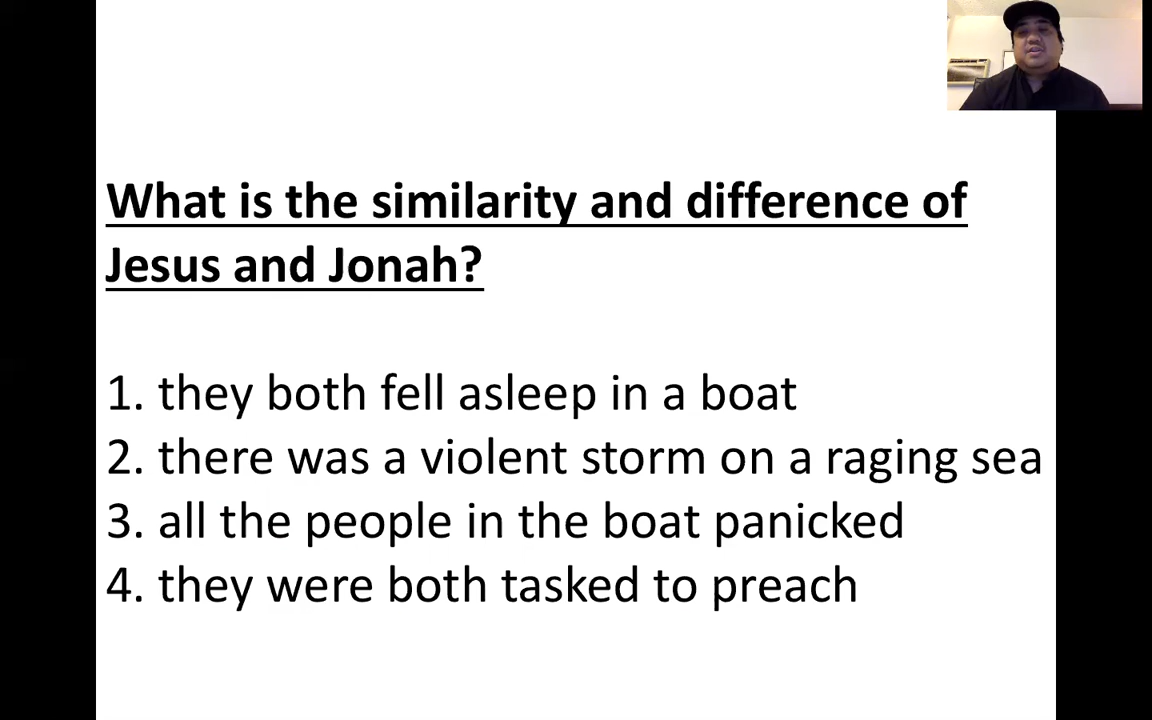 What is the similarity and difference of
Jesus and Jonah?
1. they both fell asleep in a boat
2. there was a violent storm on a raging sea
3. all the people in the boat panicked
4. they were both tasked to preach